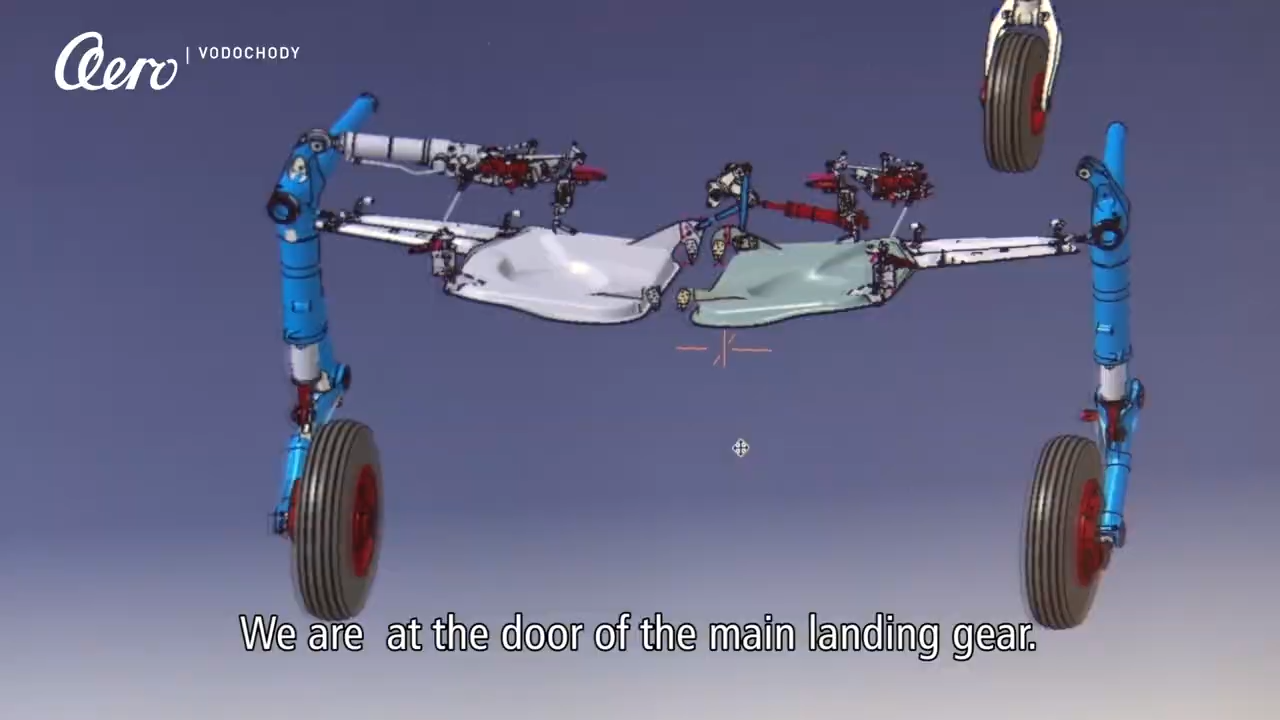 Aero | VODOCHODY
We are  at the door of the main landing gear.